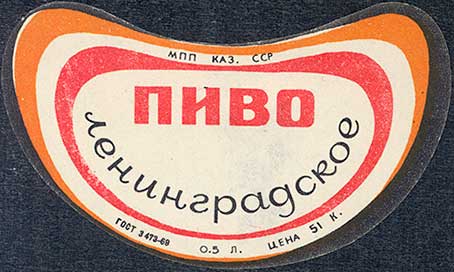 МПП КАЗ. ССР
ПИВО
ленинградское
ГОСТ 3473-69 0.5 Л. ЦЕНА 51 К.